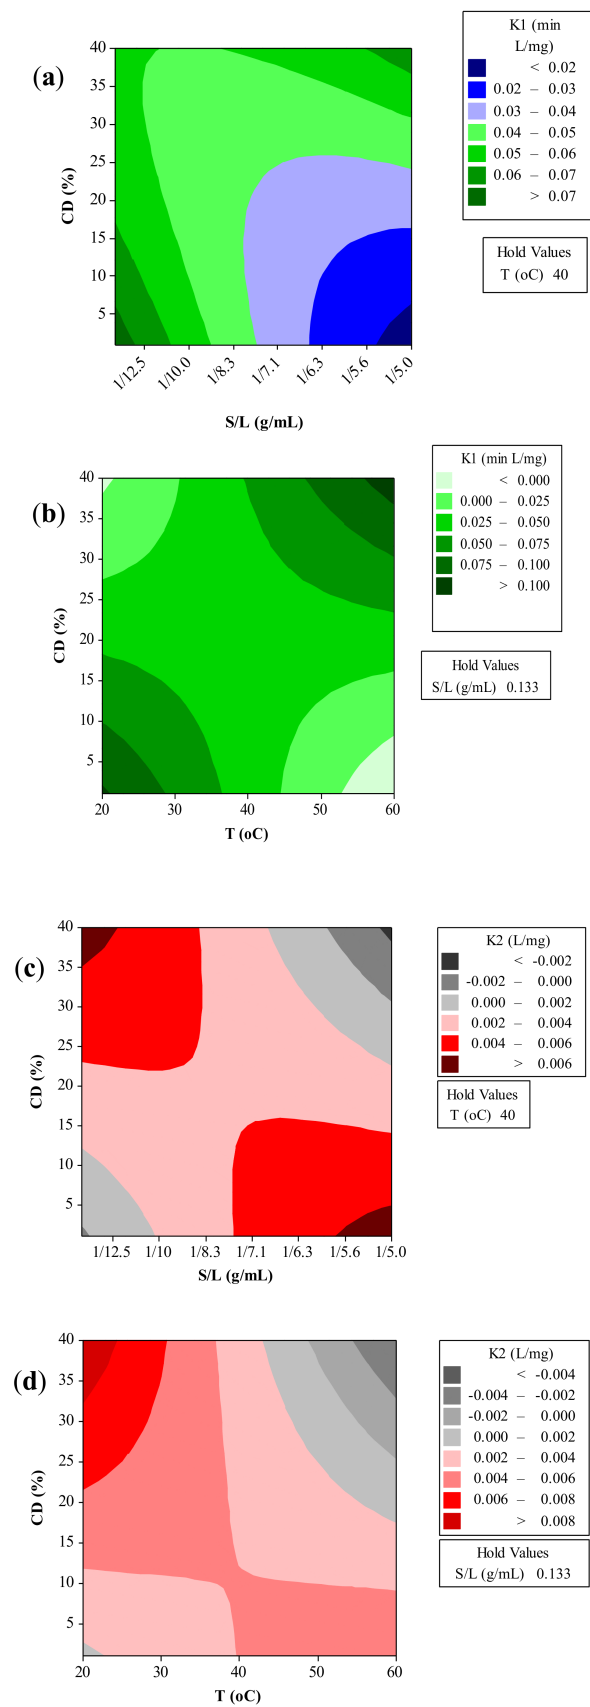 (a)
K1 (min
L/mg)
< 0.02
0.02 – 0.03
0.03 – 0.04
0.04 – 0.05
0.05 – 0.06
0.06 – 0.07
> 0.07
Hold Values
T (oC) 40
CD (%)
40
35
30
25
20
15
10
5
1/12.5 1/10.0 1/8.3 1/7.1 1/6.3 1/5.6 1/5.0
S/L (g/mL)
(b)
K1 (min L/mg)
< 0.000
0.000 – 0.025
0.025 – 0.050
0.050 – 0.075
0.075 – 0.100
> 0.100
Hold Values
S/L (g/mL) 0.133
CD (%)
40
35
30
25
20
15
10
5
20 30 40 50 60
T (oC)
(c)
K2 (L/mg)
< -0.002
-0.002 – 0.000
0.000 – 0.002
0.002 – 0.004
0.004 – 0.006
> 0.006
Hold Values
T (oC) 40
CD (%)
40
35
30
25
20
15
10
5
1/12.5 1/10 1/8.3 1/7.1 1/6.3 1/5.6 1/5.0
S/L (g/mL)
(d)
K2 (L/mg)
< -0.004
-0.004 – -0.002
-0.002 – 0.000
0.000 – 0.002
0.002 – 0.004
0.004 – 0.006
0.006 – 0.008
> 0.008
Hold Values
S/L (g/mL) 0.133
CD (%)
40
35
30
25
20
15
10
5
20 30 40 50 60
T (oC)